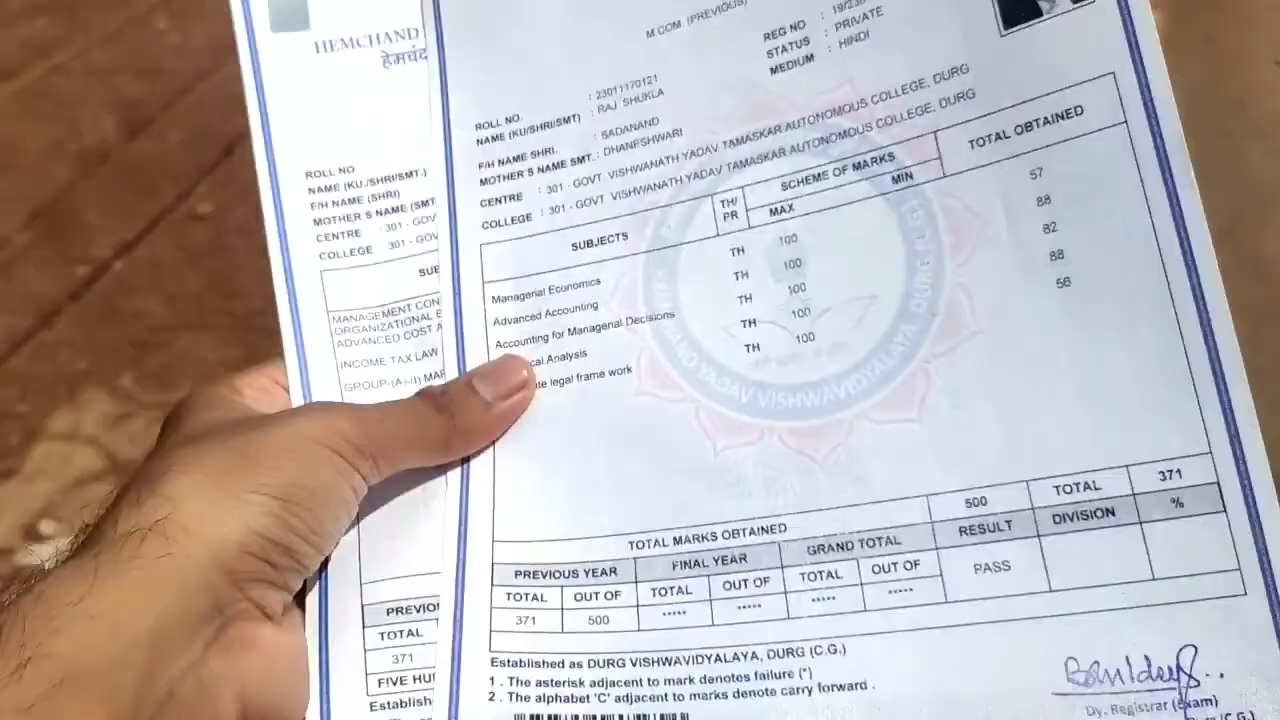 HEMCHAND
हेमचंद
ROLL NO.
NAME (KU./SHRI/SMT.)
F/H NAME (SHRI)
MOTHER'S NAME (SMT
CENTRE : 301 - GOV
COLLEGE : 301 - GOV
MANAGEMENT CON
ORGANIZATIONAL
ADVANCED COST A
INCOME TAX LAW
TOTAL
371
FIVE HU
Establish
M.COM (PREVIOUS)
REG NO : 19/230
STATUS : PRIVATE
MEDIUM : HINDI
ROLL NO. : 23011170121
NAME (KU/SHRI/SMT) : RAJ SHUKLA
F/H NAME SHRI. : SADANAND
MOTHER'S NAME SMT. : DHANESHWARI
CENTRE : 301 - GOVT VISHWANATH YADAV TAMASKAR AUTONOMOUS COLLEGE, DURG
COLLEGE : 301 - GOVT VISHWANATH YADAV TAMASKAR AUTONOMOUS COLLEGE, DURG
SUBJECTS TH/PR SCHEME OF MARKS TOTAL OBTAINED
MAX MIN
Managerial Economics TH 100 57
Advanced Accounting TH 100 88
Accounting for Managerial Decisions TH 100 82
cal Analysis TH 100 88
te legal frame work TH 100 56
YADAV VISHWAVIDYALAYA, DURG
500 TOTAL 371
TOTAL MARKS OBTAINED RESULT DIVISION %
PREVIOUS YEAR FINAL YEAR GRAND TOTAL
TOTAL OUT OF TOTAL OUT OF TOTAL OUT OF PASS
371 500 ***** ***** ***** *****
Established as DURG VISHWAVIDYALAYA, DURG (C.G.)
1 . The asterisk adjacent to mark denotes failure (*)
2 . The alphabet 'C' adjacent to marks denote carry forward .
Dy. Registrar (Exam)